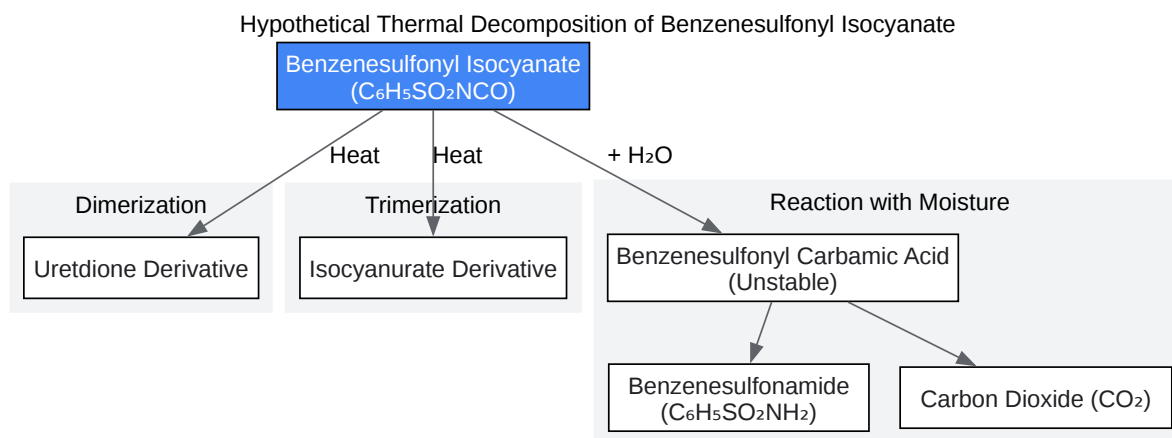 Hypothetical Thermal Decomposition of Benzenesulfonyl Isocyanate
Benzenesulfonyl Isocyanate
(C₆H₅SO₂NCO)
Heat
Heat
+ H₂O
Dimerization
Trimerization
Reaction with Moisture
Uretdione Derivative
Isocyanurate Derivative
Benzenesulfonyl Carbamic Acid
(Unstable)
Benzenesulfonamide
(C₆H₅SO₂NH₂)
Carbon Dioxide (CO₂)